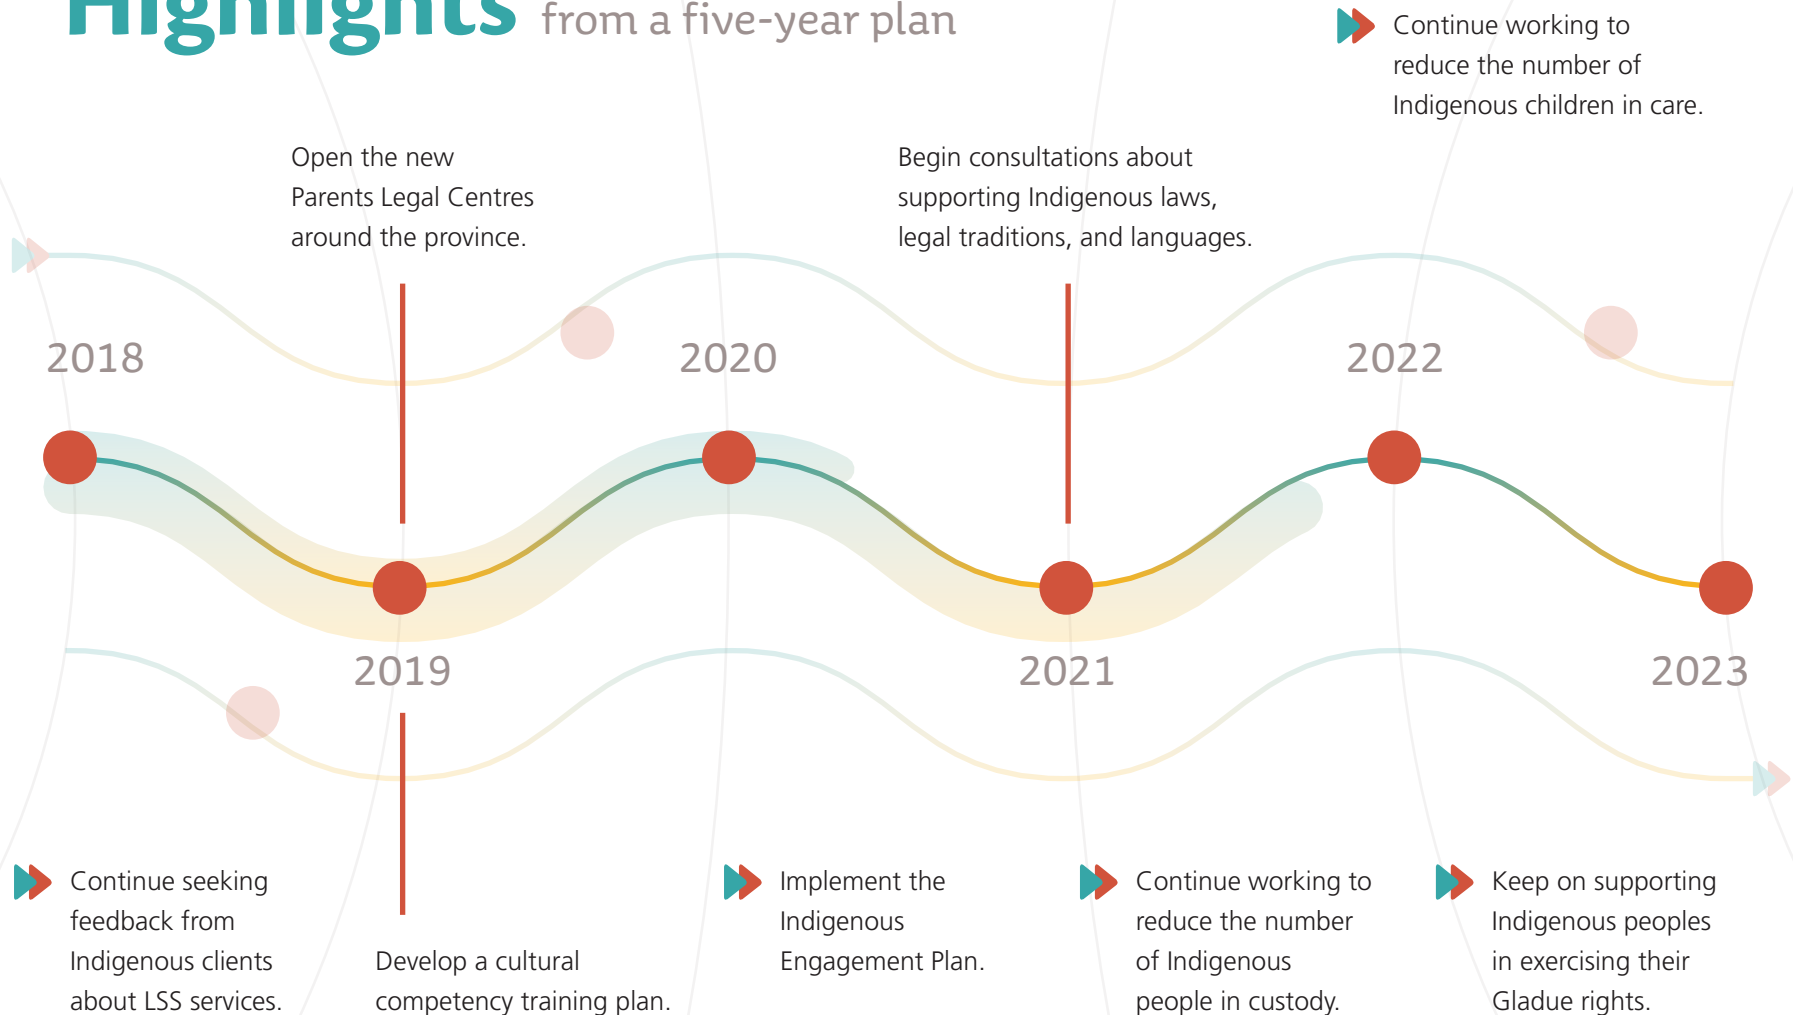 Highlights from a five-year plan
Continue working to
reduce the number of
Indigenous children in care.
Open the new
Parents Legal Centres
around the province.
Begin consultations about
supporting Indigenous laws,
legal traditions, and languages.
2018
2020
2022
2019
2021
2023
Continue seeking
feedback from
Indigenous clients
about LSS services.
Develop a cultural
competency training plan.
Implement the
Indigenous
Engagement Plan.
Continue working to
reduce the number
of Indigenous
people in custody.
Keep on supporting
Indigenous peoples
in exercising their
Gladue rights.